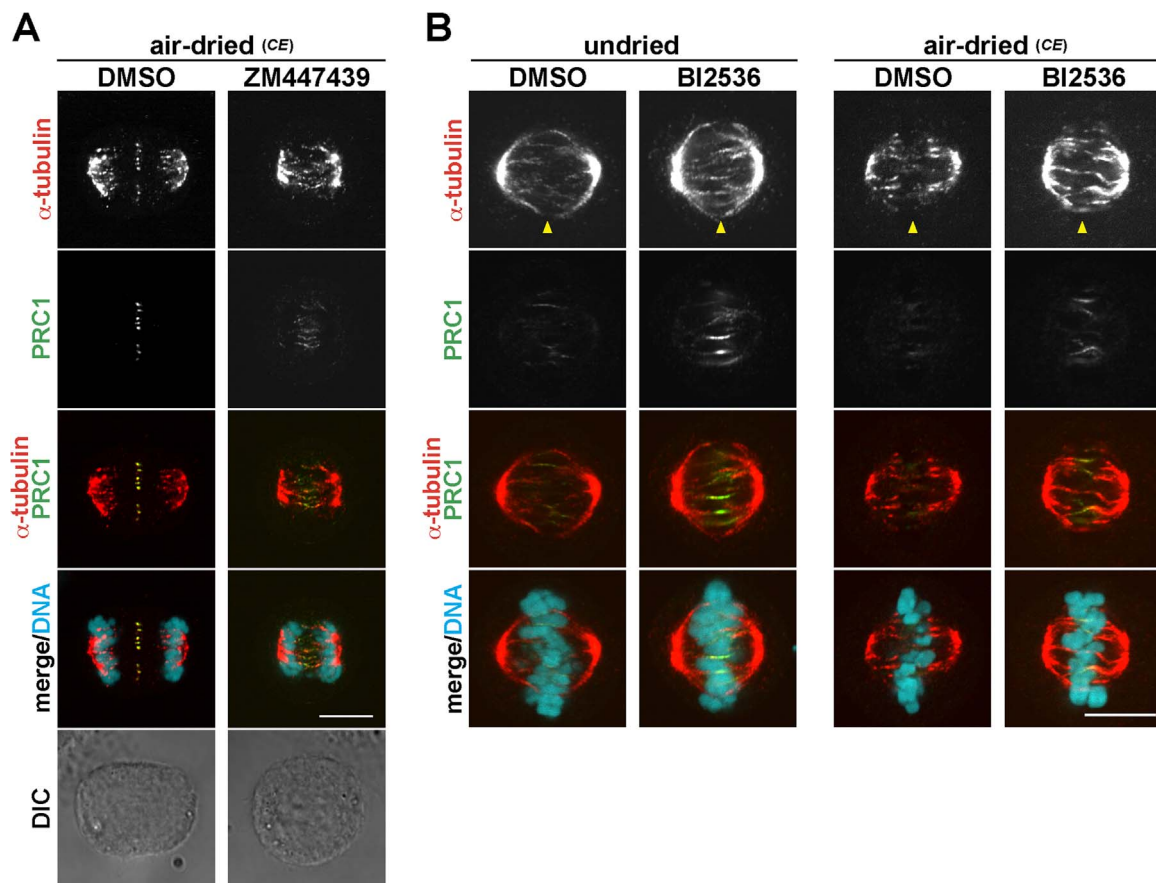 A
air-dried (CE)
DMSO ZM447439
α-tubulin
PRC1
α-tubulin
PRC1
merge/DNA
DIC
B
undried air-dried (CE)
DMSO BI2536 DMSO BI2536
α-tubulin
PRC1
α-tubulin
PRC1
merge/DNA